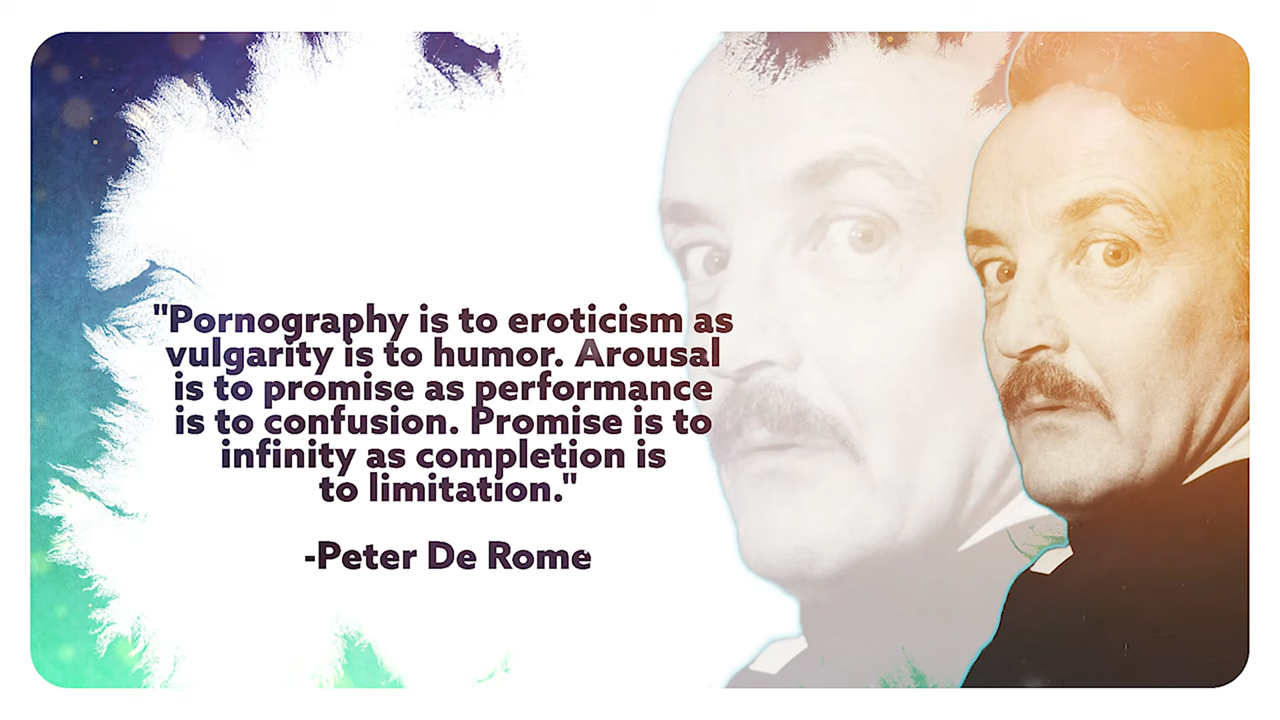 "Pornography is to eroticism as
vulgarity is to humor. Arousal
is to promise as performance
is to confusion. Promise is to
infinity as completion is
to limitation."
-Peter De Rome